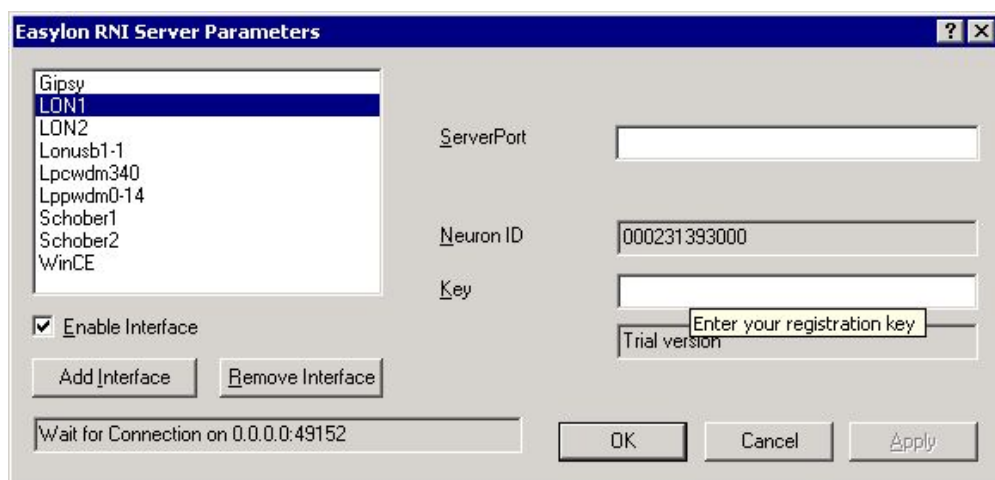 Easylon RNI Server Parameters
Gipsy
LON1
LON2
Lonusb1-1
Lpcwdm340
Lppwdm0-14
Schober1
Schober2
WinCE
Enable Interface
Add Interface Remove Interface
Wait for Connection on 0.0.0.0:49152
ServerPort
Neuron ID 000231393000
Key
Enter your registration key
Trial version
OK Cancel Apply